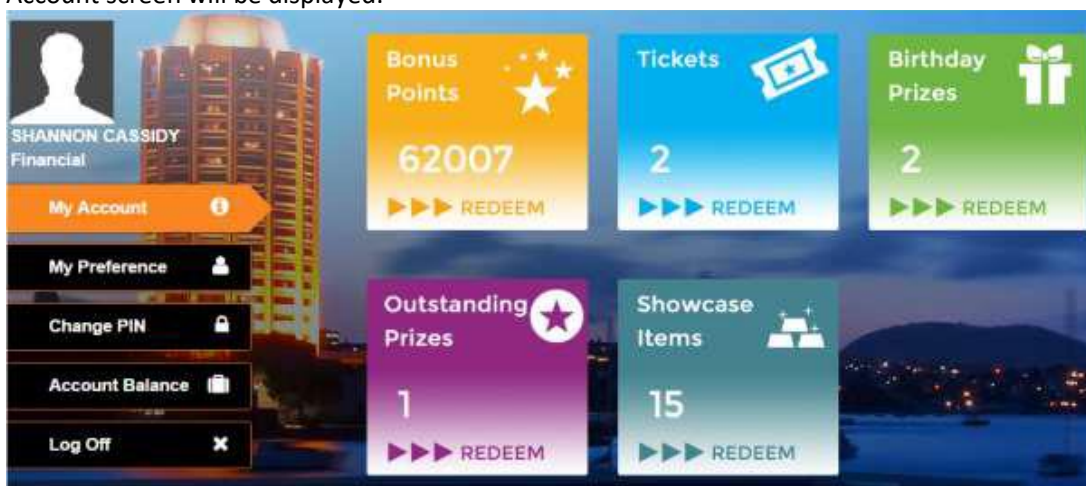 Account screen will be displayed.
SHANNON CASSIDY
Financial
My Account
My Preference
Change PIN
Account Balance
Log Off
Bonus
Points
62007
REDEEM
Tickets
2
REDEEM
Birthday
Prizes
2
REDEEM
Outstanding
Prizes
1
REDEEM
Showcase
Items
15
REDEEM